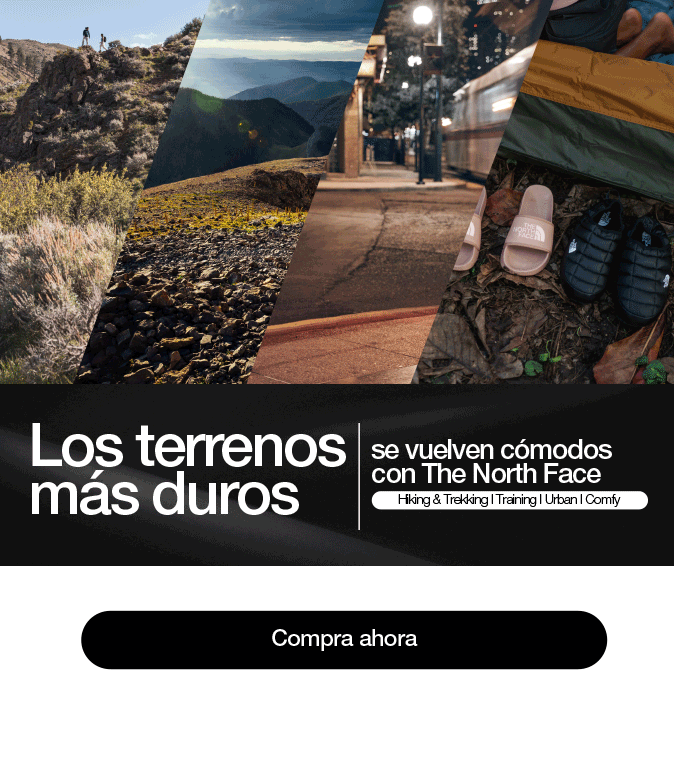 THE
NORTH
FACE
Los terrenos
más duros
se vuelven cómodos
con The North Face
Hiking & Trekking | Training | Urban | Comfy
Compra ahora